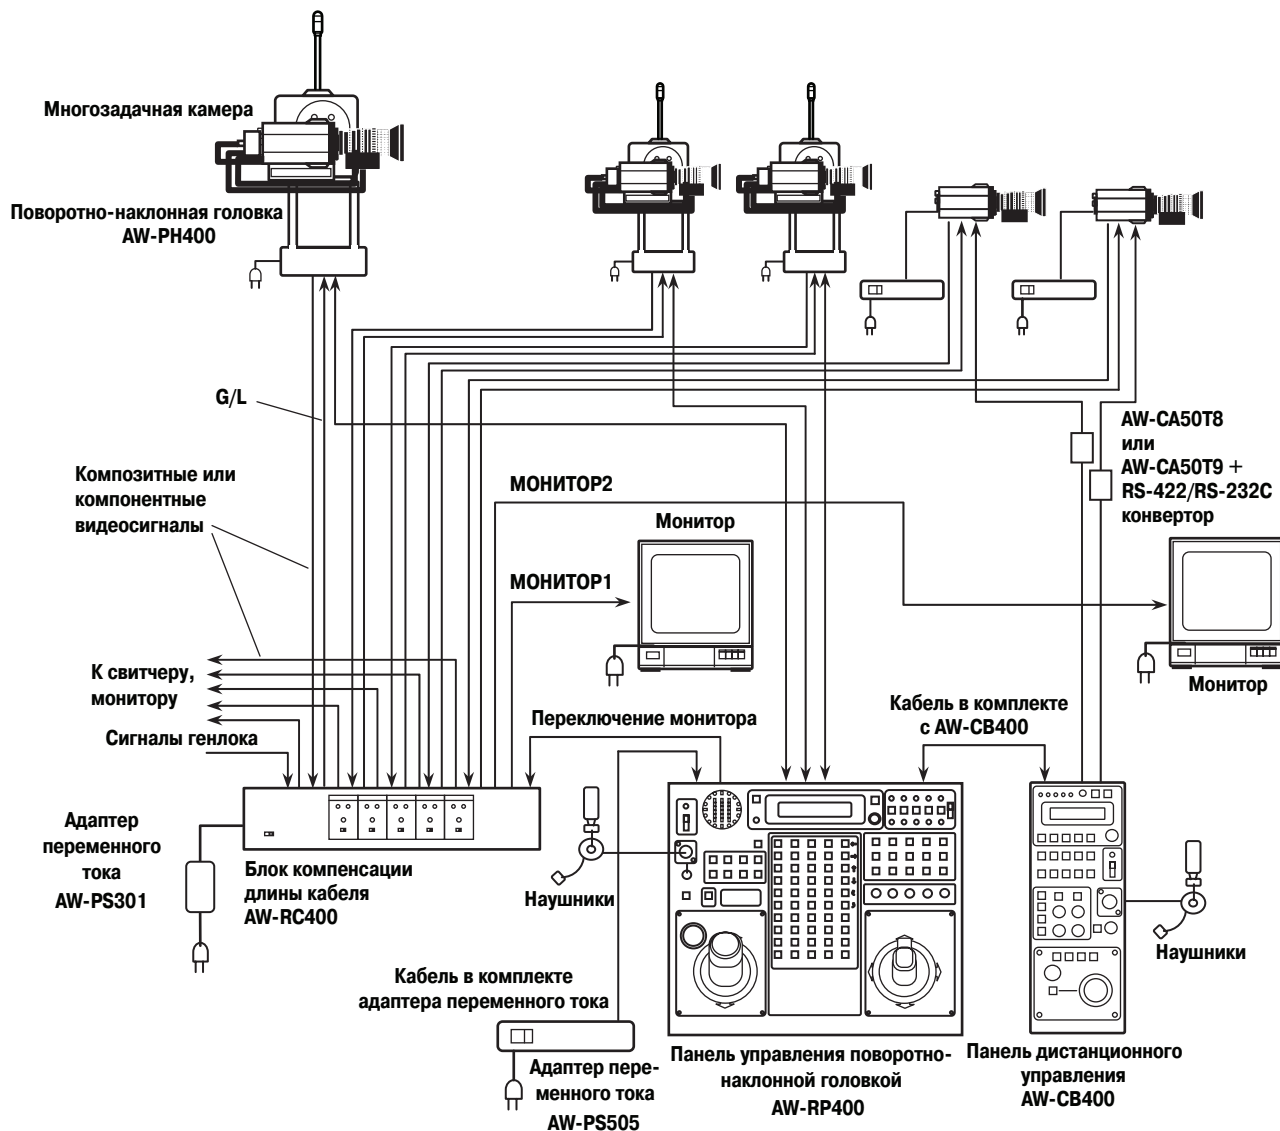 Многозадачная камера
Поворотно-наклонная головка
AW-PH400
G/L
Композитные или
компонентные
видеосигналы
МОНИТОР2
Монитор
МОНИТОР1
AW-CA50T8
или
AW-CA50T9 +
RS-422/RS-232C
конвертор
Монитор
К свитчеру,
монитору
Сигналы генлока
Переключение монитора
Кабель в комплекте
с AW-CB400
Адаптер
переменного
тока
AW-PS301
Блок компенсации
длины кабеля
AW-RC400
Наушники
Наушники
Кабель в комплекте
адаптера переменного тока
Адаптер пере-
менного тока
AW-PS505
Панель управления поворотно-
наклонной головкой
AW-RP400
Панель дистанционного
управления
AW-CB400